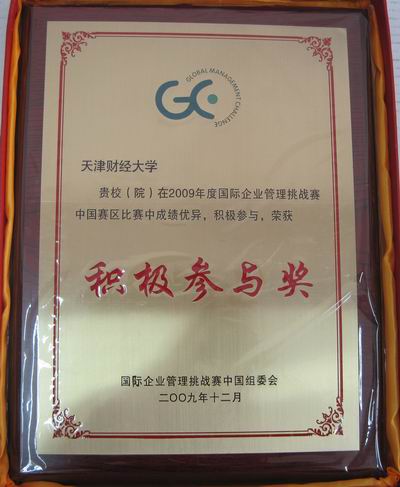 GLOBAL MANAGEMENT CHALLENGE
GC
天津财经大学
贵校（院）在2009年度国际企业管理挑战赛
中国赛区比赛中成绩优异，积极参与，荣获
积极参与奖
国际企业管理挑战赛中国组委会
二〇〇九年十二月